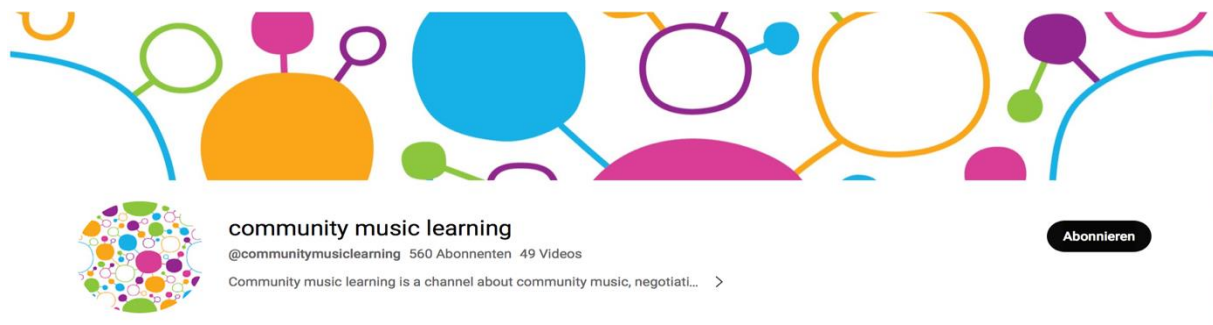 community music learning
Abonnieren
@communitymusiclearning 560 Abonnenten 49 Videos
Community music learning is a channel about community music, negotiati...